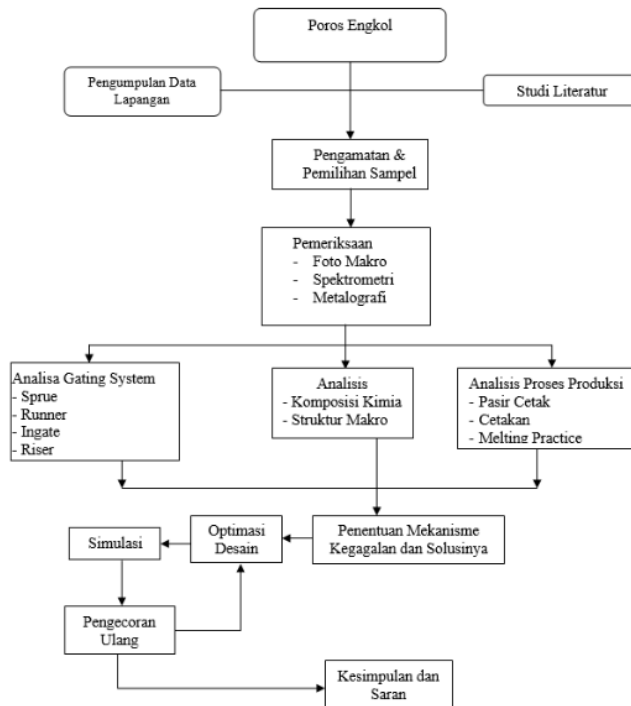 Poros Engkol
Pengumpulan Data
Lapangan
Studi Literatur
Pengamatan &
Pemilihan Sampel
Pemeriksaan
- Foto Makro
- Spektrometri
- Metalografi
Analisa Gating System
- Sprue
- Runner
- Ingate
- Riser
Analisis
- Komposisi Kimia
- Struktur Makro
Analisis Proses Produksi
- Pasir Cetak
- Cetakan
- Melting Practice
Penentuan Mekanisme
Kegagalan dan Solusinya
Optimasi
Desain
Simulasi
Pengecoran
Ulang
Kesimpulan dan
Saran